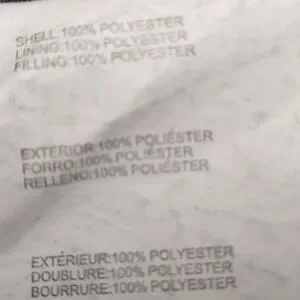 SHELL:100% POLYESTER
LINING:100% POLYESTER
FILLING:100% POLYESTER
EXTERIOR:100% POLIÉSTER
FORRO:100% POLIÉSTER
RELLENO:100% POLIÉSTER
EXTÉRIEUR:100% POLYESTER
DOUBLURE:100% POLYESTER
BOURRURE:100% POLYESTER